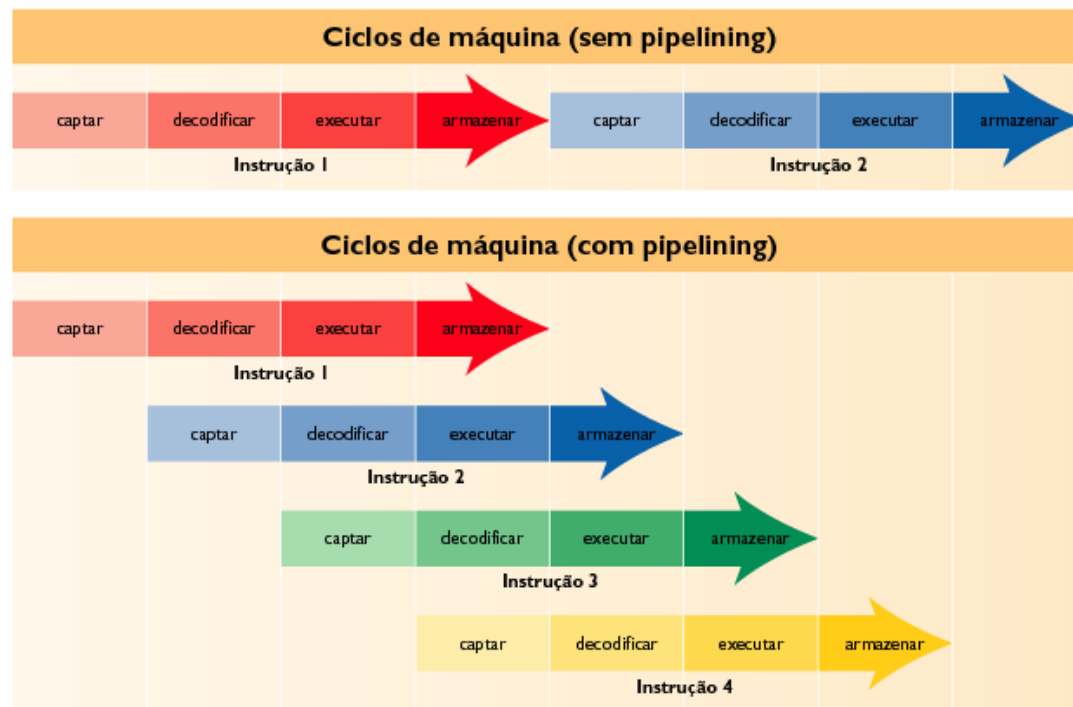 Ciclos de máquina (sem pipelining)
captar decodificar executar armazenar captar decodificar executar armazenar
Instrução 1 Instrução 2
Ciclos de máquina (com pipelining)
captar decodificar executar armazenar
Instrução 1
captar decodificar executar armazenar
Instrução 2
captar decodificar executar armazenar
Instrução 3
captar decodificar executar armazenar
Instrução 4